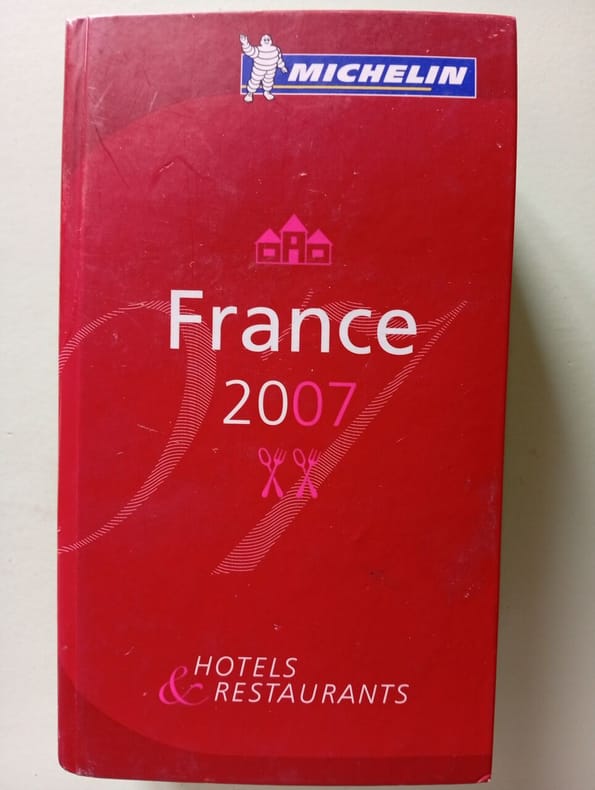 MICHELIN
France
2007
HOTELS
& RESTAURANTS